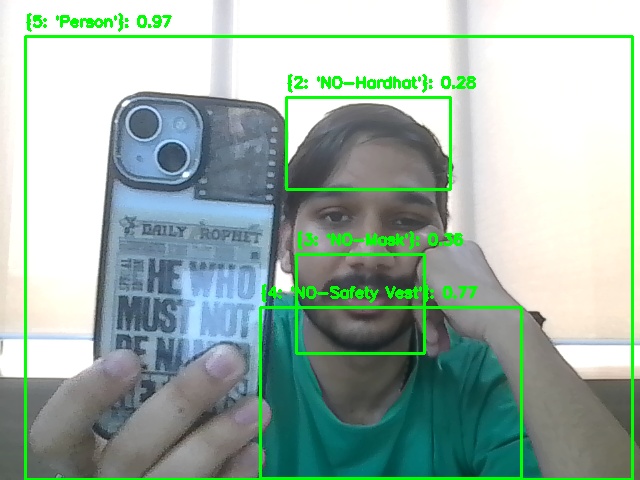 {5: 'Person'}: 0.97
{2: 'NO-Hardhat'}: 0.28
{3: 'NO-Mask'}: 0.36
{4: 'NO-Safety Vest'}: 0.77
DAILY PROPHET
HE WHO
MUST NOT
BE